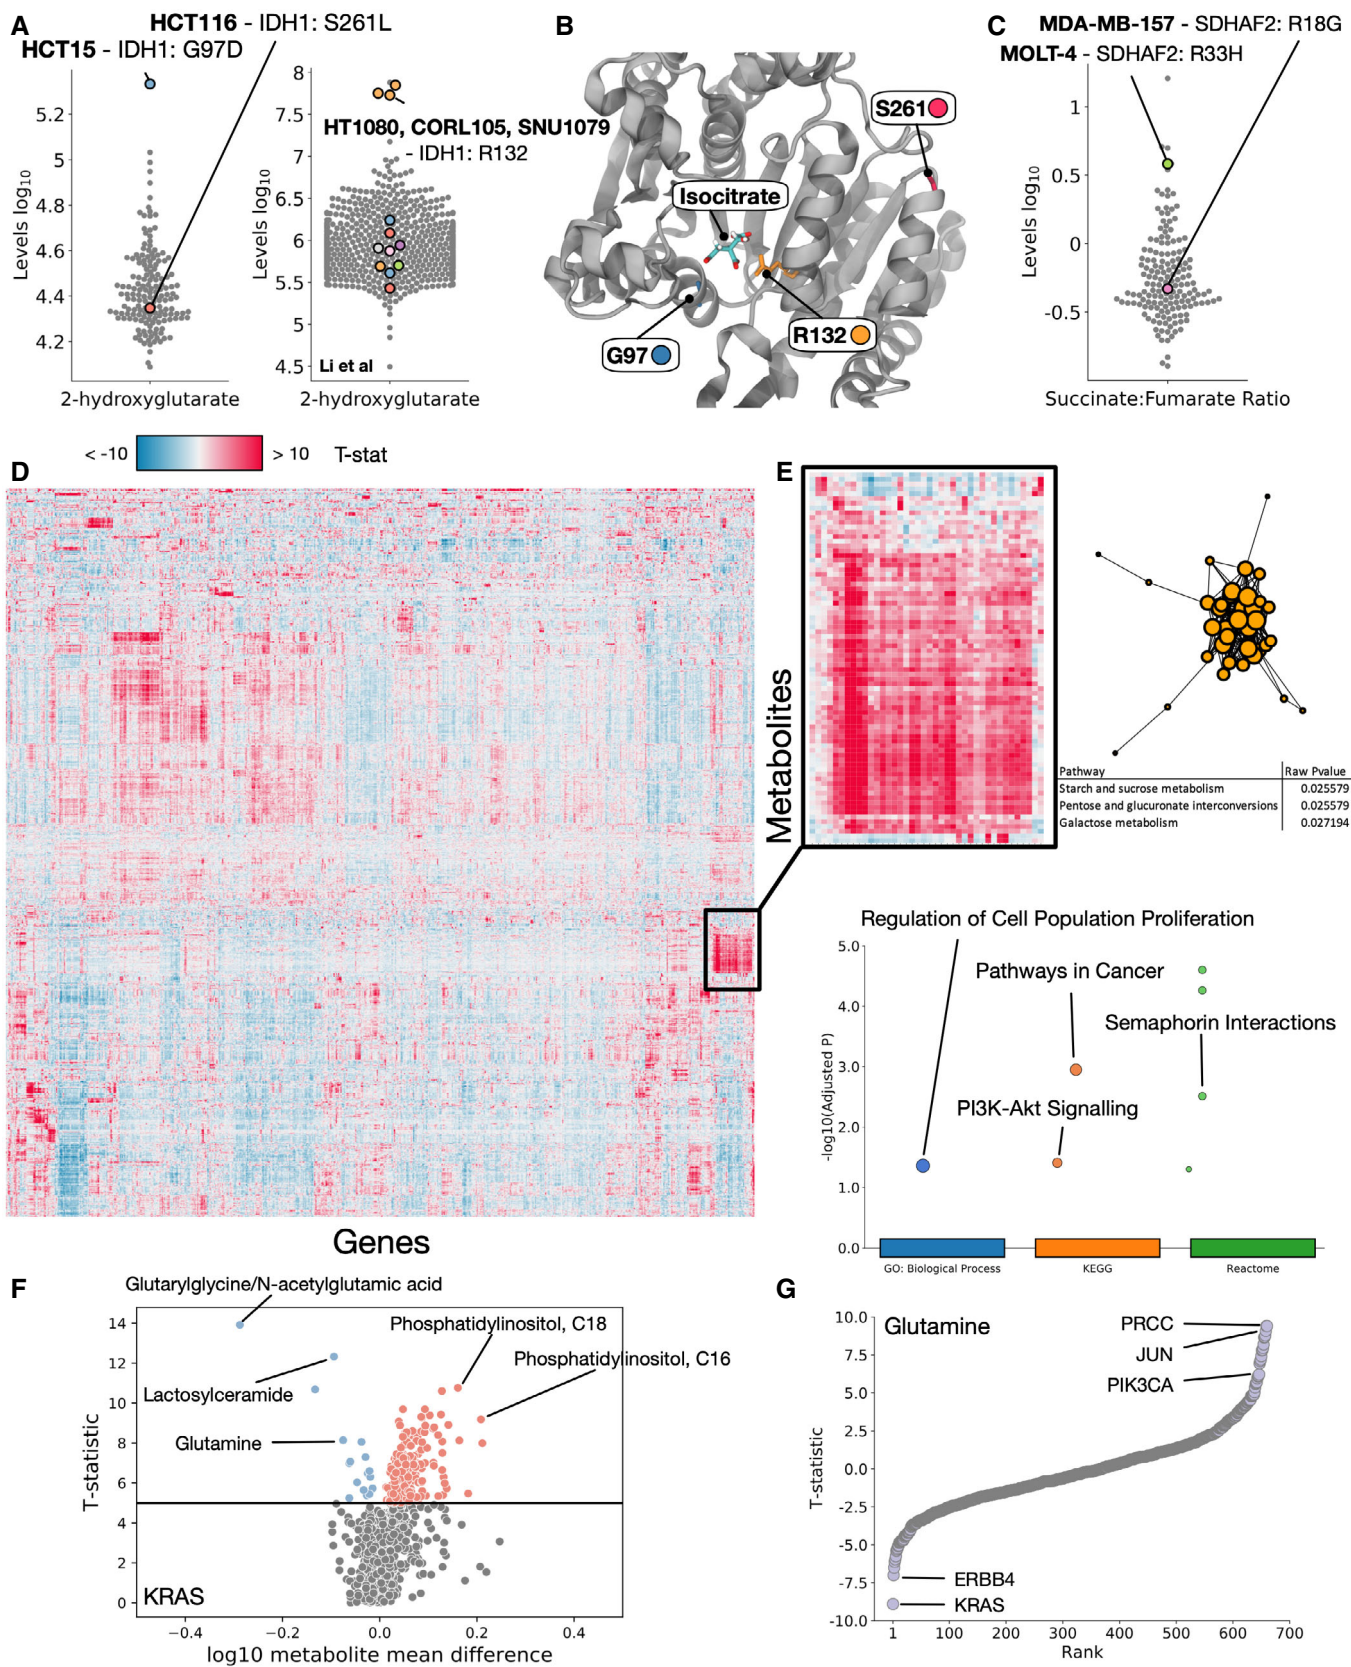 A
HCT116 - IDH1: S261L
HCT15 - IDH1: G97D
5.2
5
4.8
4.6
4.4
4.2
Levels log10
2-hydroxyglutarate
8
7.5
7
6.5
6
5.5
5
4.5
Levels log10
HT1080, CORL105, SNU1079
- IDH1: R132
Li et al
2-hydroxyglutarate
B
S261
Isocitrate
R132
G97
C
MDA-MB-157 - SDHAF2: R18G
MOLT-4 - SDHAF2: R33H
1
0.5
0
-0.5
Levels log10
Succinate:Fumarate Ratio
D
< -10
> 10
T-stat
Genes
E
Metabolites
Pathway Raw Pvalue
Starch and sucrose metabolism 0.025579
Pentose and glucuronate interconversions 0.025579
Galactose metabolism 0.027194
Regulation of Cell Population Proliferation
Pathways in Cancer
Semaphorin Interactions
PI3K-Akt Signalling
5.0
4.0
3.0
2.0
1.0
0.0
-log10(Adjusted P)
GO: Biological Process
KEGG
Reactome
F
Glutarylglycine/N-acetylglutamic acid
Phosphatidylinositol, C18
Phosphatidylinositol, C16
Lactosylceramide
Glutamine
KRAS
14
12
10
8
6
4
2
0
T-statistic
−0.4 −0.2 0.0 0.2 0.4
log10 metabolite mean difference
G
Glutamine
PRCC
JUN
PIK3CA
ERBB4
KRAS
10.0
7.5
5.0
2.5
0.0
-2.5
-5.0
-7.5
-10.0
T-statistic
1 100 200 300 400 500 600 700
Rank